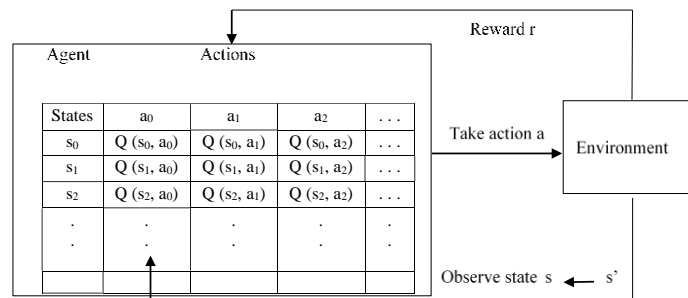 Reward r
Agent Actions
States a₀ a₁ a₂ . . .
s₀ Q (s₀, a₀) Q (s₀, a₁) Q (s₀, a₂) . . .
s₁ Q (s₁, a₀) Q (s₁, a₁) Q (s₁, a₂) . . .
s₂ Q (s₂, a₀) Q (s₂, a₁) Q (s₂, a₂) . . .
. . . . .
. . . . .
Take action a
Environment
Observe state s s’